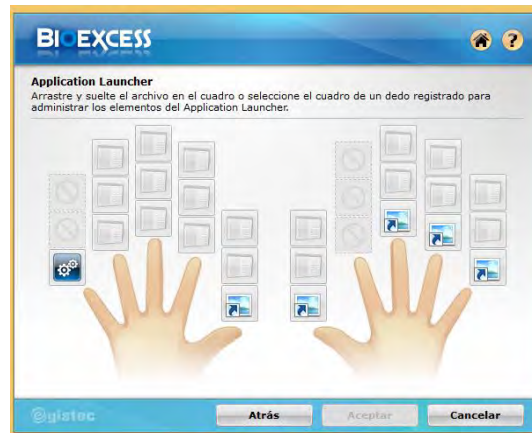 BIOEXCESS
?
Application Launcher
Arrastre y suelte el archivo en el cuadro o seleccione el cuadro de un dedo registrado para
administrar los elementos del Application Launcher.
egistec
Atrás
Aceptar
Cancelar